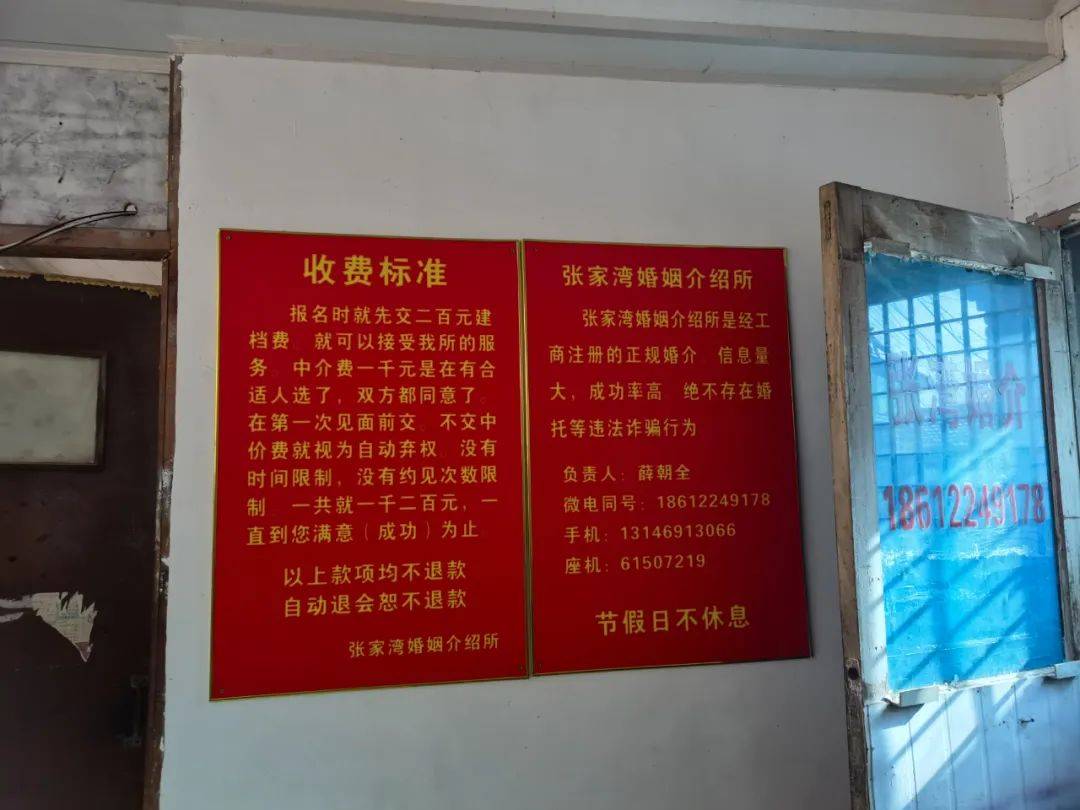 收费标准
报名时就先交二百元建
档费。就可以接受我所的服
务。中介费一千元是在有合
适人选了，双方都同意了。
在第一次见面前交。不交中
价费就视为自动弃权。没有
时间限制，没有约见次数限
制。一共就一千二百元，一
直到您满意（成功）为止。
以上款项均不退款
自动退会恕不退款
张家湾婚姻介绍所
张家湾婚姻介绍所
张家湾婚姻介绍所是经工
商注册的正规婚介。信息量
大，成功率高。绝不存在婚
托等违法诈骗行为
负责人：薛朝全
微电同号：18612249178
手机：13146913066
座机：61507219
节假日不休息
18612249178